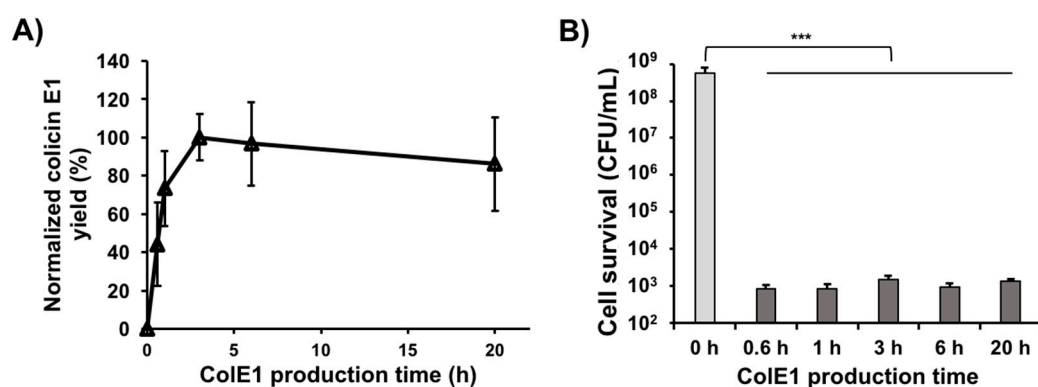 A)
Normalized colicin E1
yield (%)
140
120
100
80
60
40
20
0
0
5
10
15
20
ColE1 production time (h)
B)
***
Cell survival (CFU/mL)
10⁹
10⁸
10⁷
10⁶
10⁵
10⁴
10³
10²
0 h
0.6 h
1 h
3 h
6 h
20 h
ColE1 production time